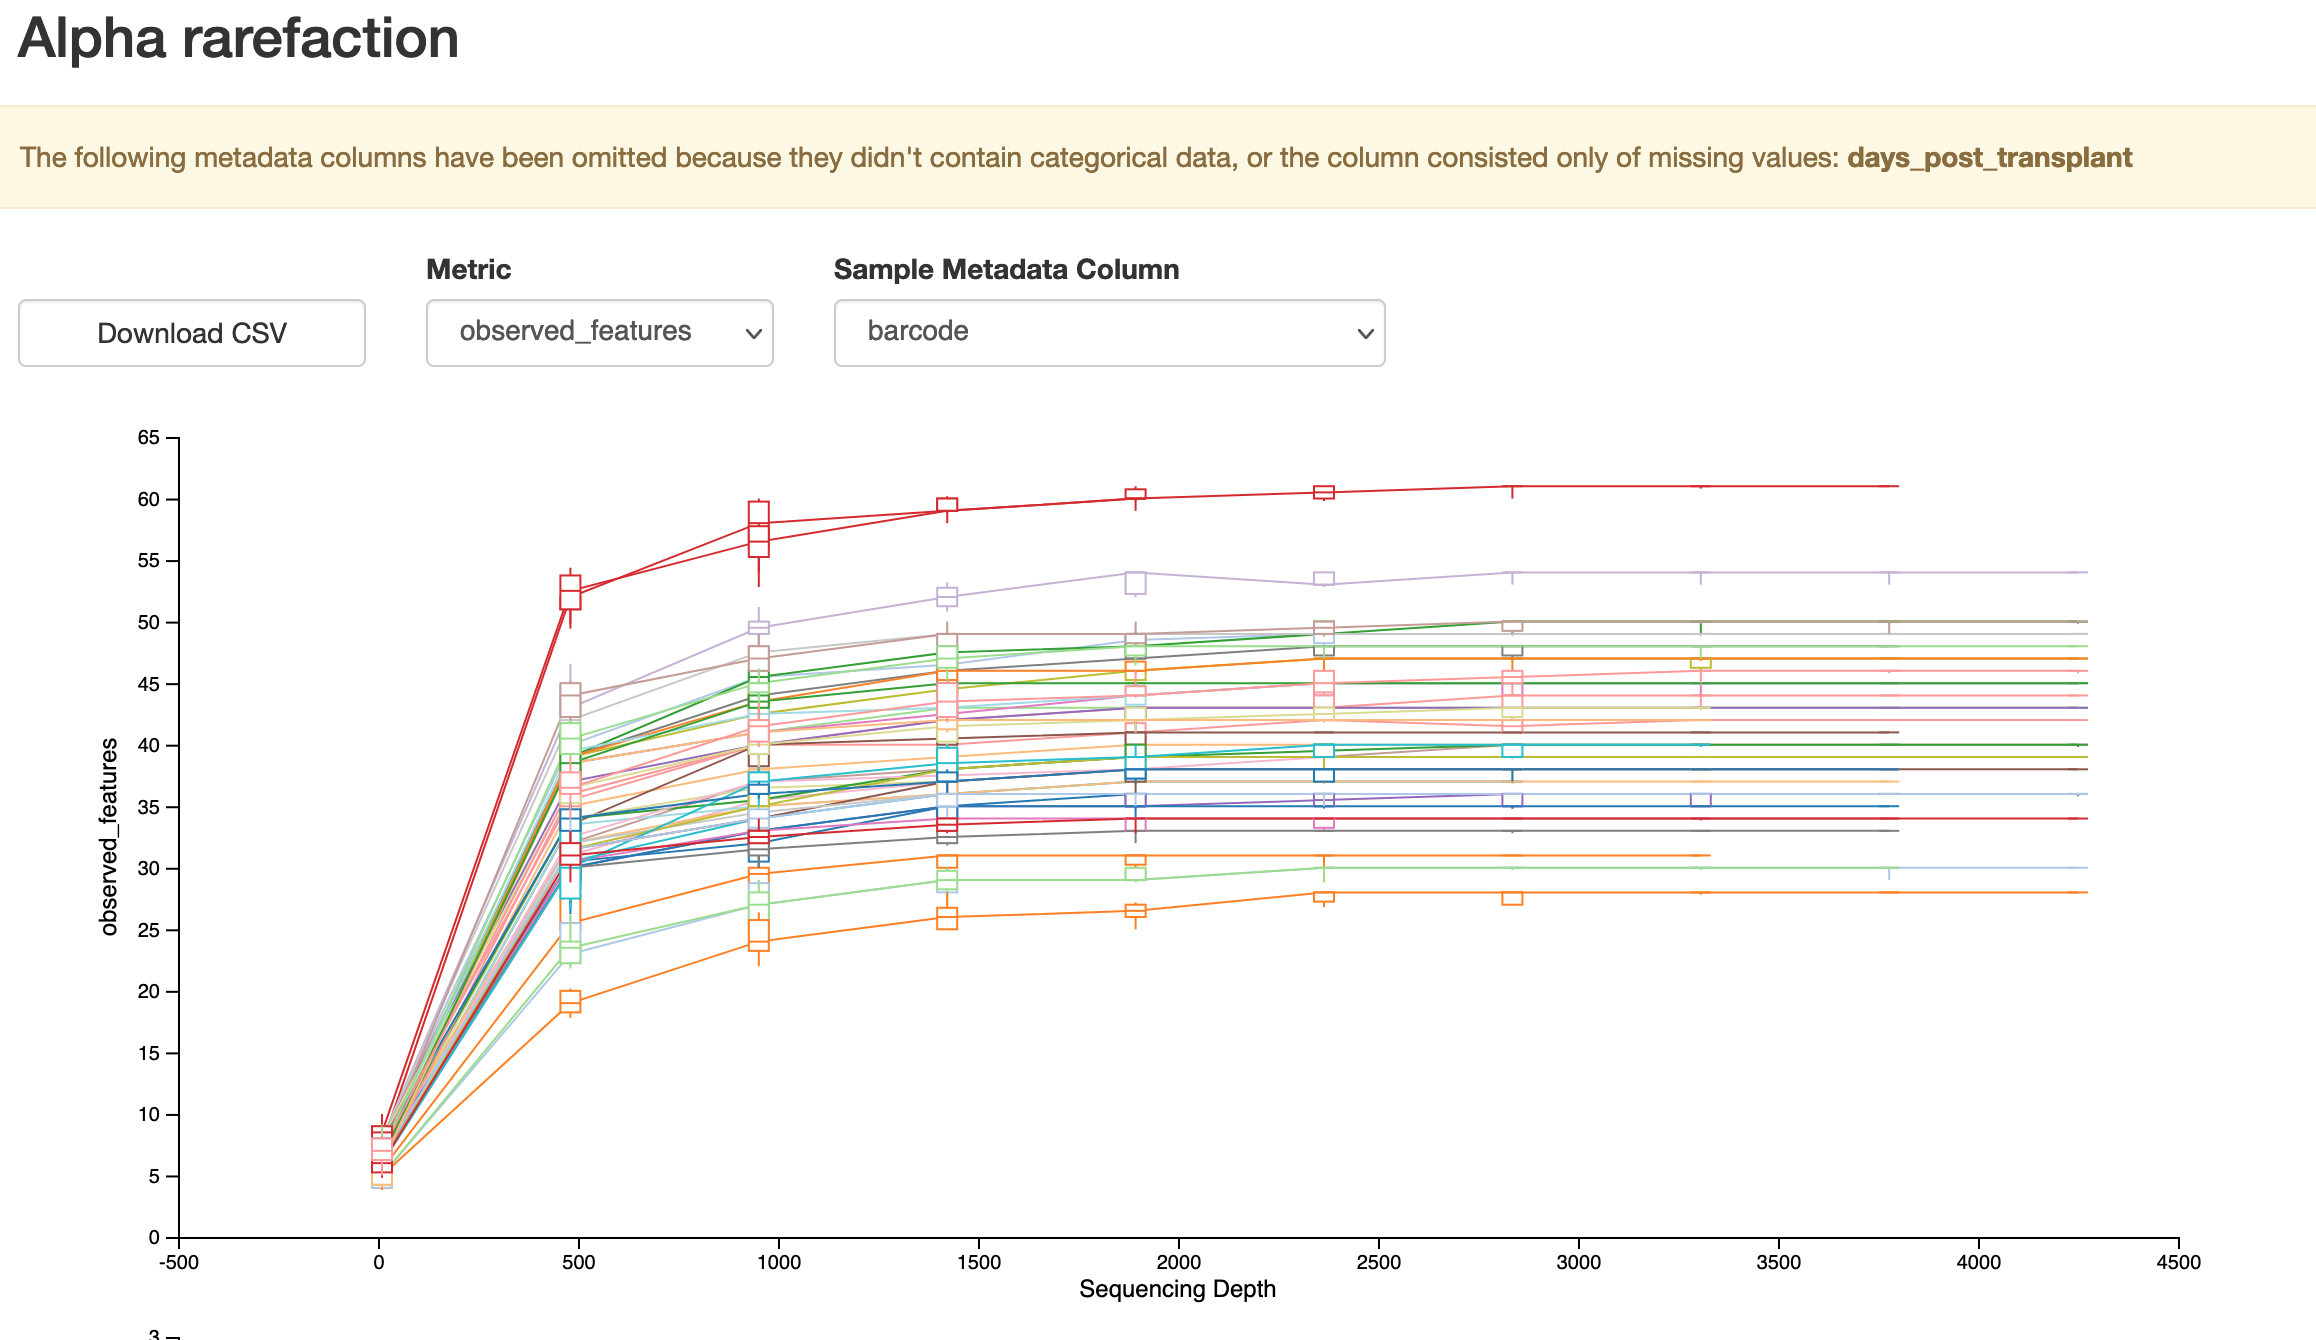 Alpha rarefaction
The following metadata columns have been omitted because they didn't contain categorical data, or the column consisted only of missing values: days_post_transplant
Metric
Sample Metadata Column
Download CSV
observed_features
barcode
65
60
55
50
45
40
35
30
25
20
15
10
5
0
observed_features
-500
0
500
1000
1500
2000
2500
3000
3500
4000
4500
Sequencing Depth
3